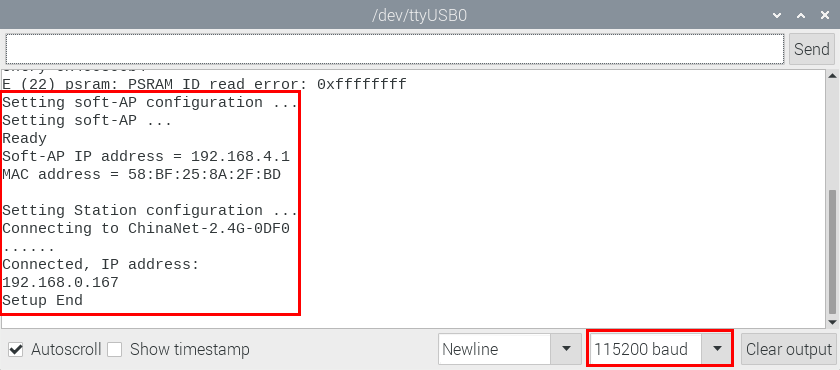 /dev/ttyUSB0
Send
E (22) psram: PSRAM ID read error: 0xffffffff
Setting soft-AP configuration ...
Setting soft-AP ...
Ready
Soft-AP IP address = 192.168.4.1
MAC address = 58:BF:25:8A:2F:BD
Setting Station configuration ...
Connecting to ChinaNet-2.4G-0DF0
......
Connected, IP address:
192.168.0.167
Setup End
Autoscroll Show timestamp Newline 115200 baud Clear output